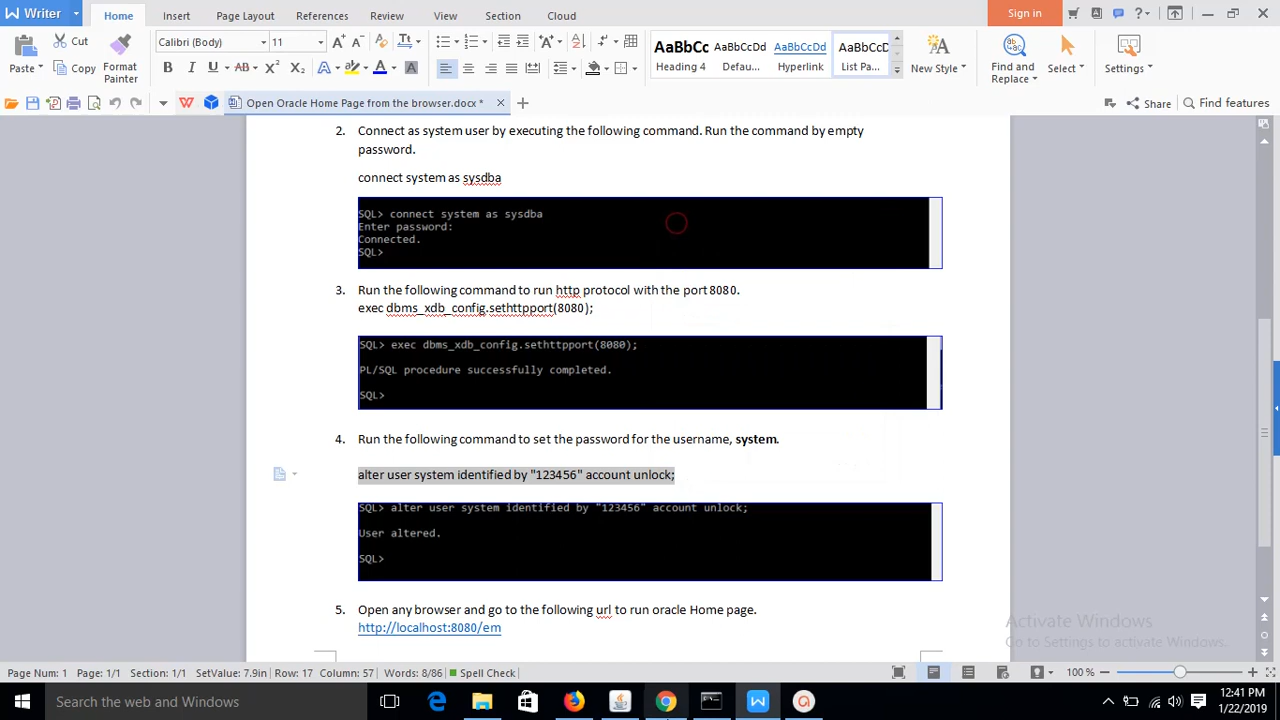 Writer
Home Insert Page Layout References Review View Section Cloud
Sign in
Paste Cut Copy Format Painter
Calibri (Body) 11
AaBbCc AaBbCcDd AaBbCcDd AaBbCcD
Heading 4 Defau... Hyperlink List Pa...
New Style Find and Replace Select Settings
Open Oracle Home Page from the browser.docx *
Share Find features
2. Connect as system user by executing the following command. Run the command by empty
password.
connect system as sysdba
SQL> connect system as sysdba
Enter password:
Connected.
SQL>
3. Run the following command to run http protocol with the port 8080.
exec dbms_xdb_config.sethttpport(8080);
SQL> exec dbms_xdb_config.sethttpport(8080);
PL/SQL procedure successfully completed.
SQL>
4. Run the following command to set the password for the username, system.
alter user system identified by "123456" account unlock;
SQL> alter user system identified by "123456" account unlock;
User altered.
SQL>
5. Open any browser and go to the following url to run oracle Home page.
http://localhost:8080/em
Activate Windows
Go to Settings to activate Windows.
Page Num: 1 Page: 1/1 Section: 1/1 SetValue: 7.9in Row: 17 Column: 57 Words: 8/86 Spell Check 100 %
Search the web and Windows
12:41 PM
1/22/2019